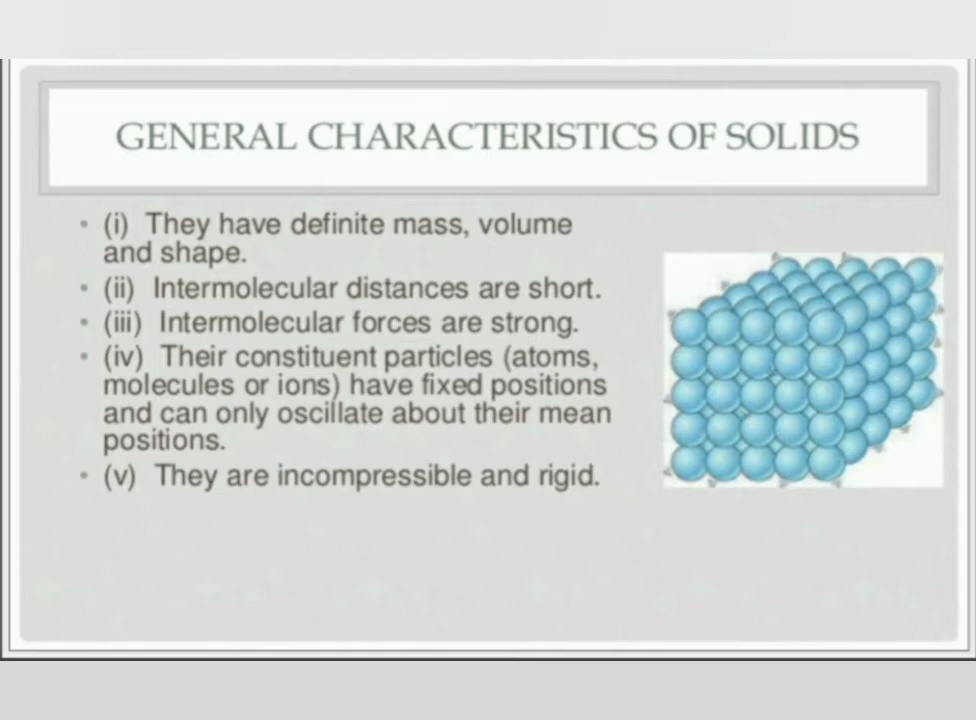 GENERAL CHARACTERISTICS OF SOLIDS
• (i) They have definite mass, volume
and shape.
• (ii) Intermolecular distances are short.
• (iii) Intermolecular forces are strong.
• (iv) Their constituent particles (atoms,
molecules or ions) have fixed positions
and can only oscillate about their mean
positions.
• (v) They are incompressible and rigid.